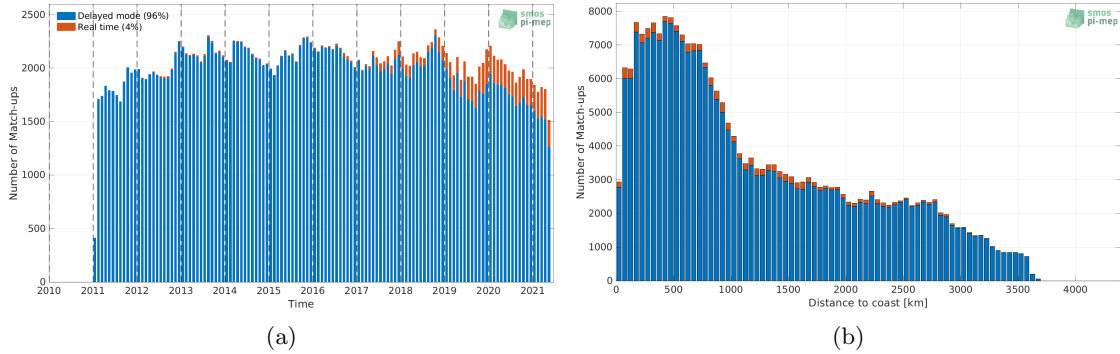 2500
2000
1500
1000
500
0
Number of Match-ups
Delayed mode (96%)
Real time (4%)
smos
pi-mep
2010 2011 2012 2013 2014 2015 2016 2017 2018 2019 2020 2021
Time
(a)
8000
7000
6000
5000
4000
3000
2000
1000
0
Number of Match-ups
smos
pi-mep
0 500 1000 1500 2000 2500 3000 3500 4000
Distance to coast [km]
(b)